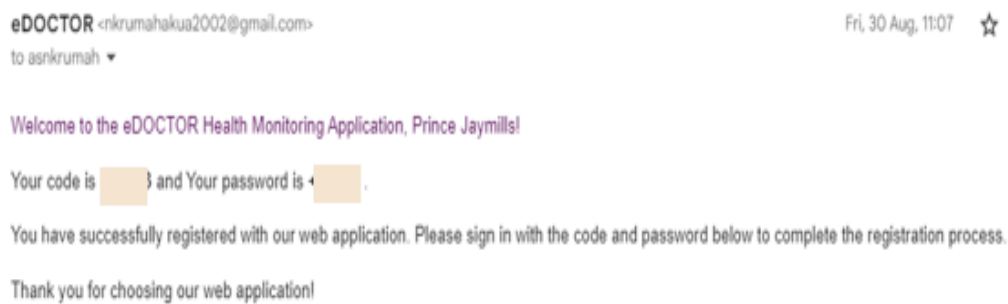 eDOCTOR <nkrumahakua2002@gmail.com> Fri, 30 Aug, 11:07
to asnkrumah
Welcome to the eDOCTOR Health Monitoring Application, Prince Jaymills!
Your code is and Your password is .
You have successfully registered with our web application. Please sign in with the code and password below to complete the registration process.
Thank you for choosing our web application!